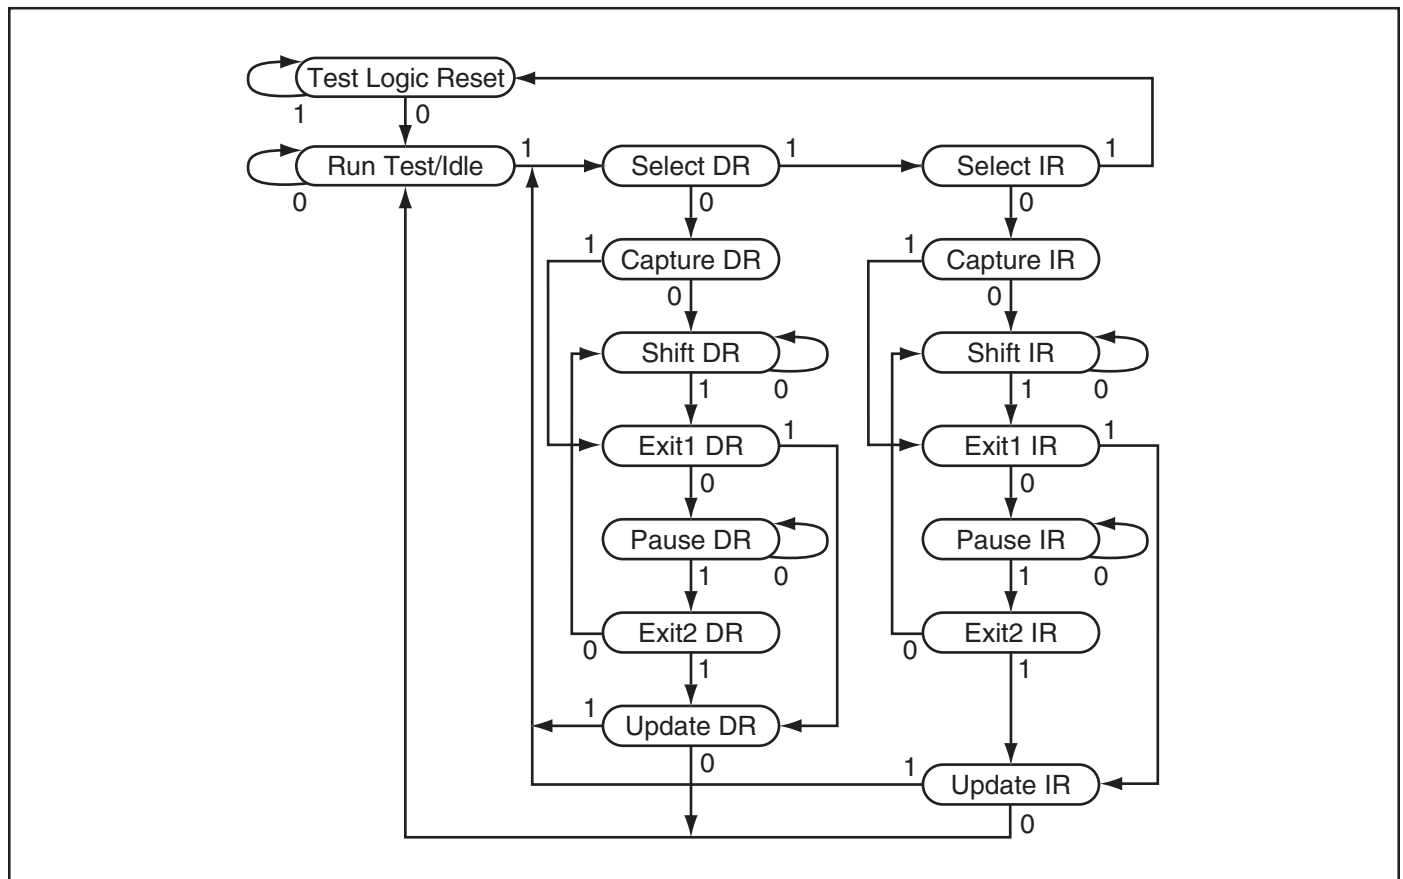 Test Logic Reset
1
0
Run Test/Idle
1
0
Select DR
1
Select IR
1
0
0
1
Capture DR
0
1
Capture IR
0
Shift DR
0
1
Shift IR
0
1
Exit1 DR
1
0
Exit1 IR
1
0
Pause DR
0
1
Pause IR
0
1
Exit2 DR
0
1
Exit2 IR
0
1
1
Update DR
0
1
Update IR
0